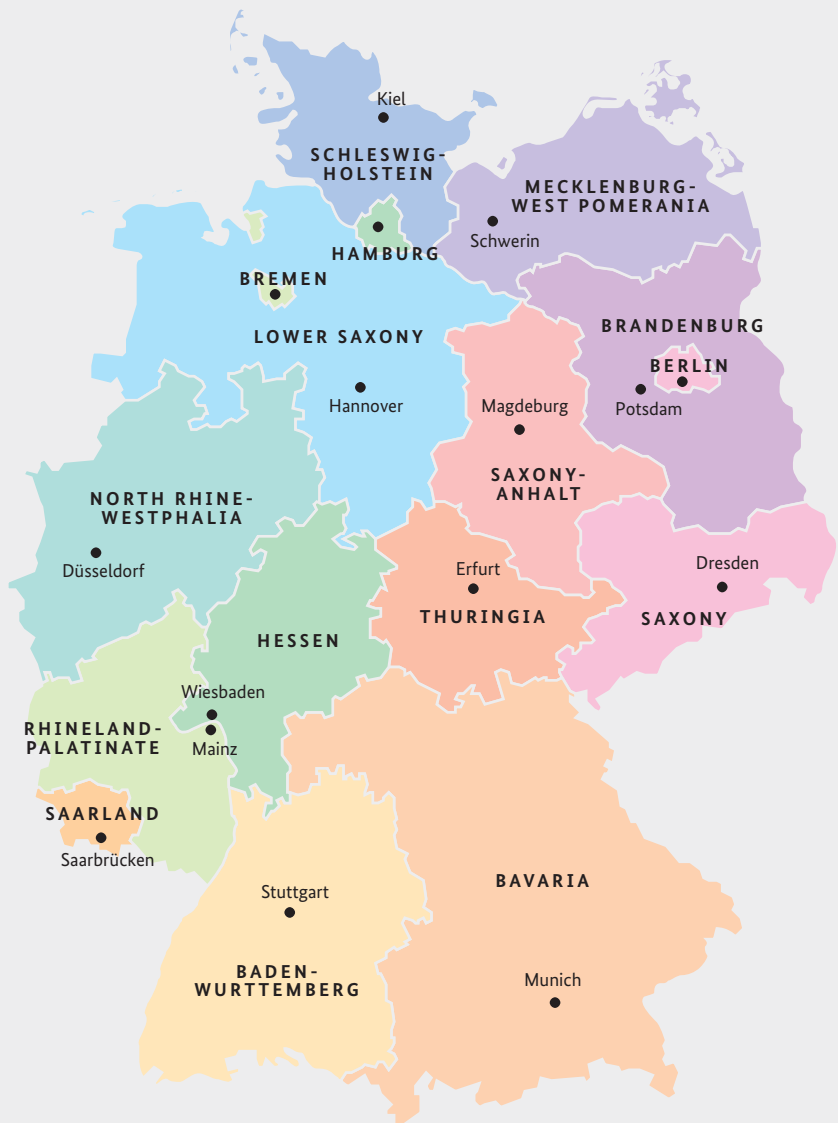 Kiel
SCHLESWIG-
HOLSTEIN
MECKLENBURG-
WEST POMERANIA
Schwerin
HAMBURG
BREMEN
LOWER SAXONY
BRANDENBURG
BERLIN
Hannover
Magdeburg
Potsdam
SAXONY-
ANHALT
NORTH RHINE-
WESTPHALIA
Düsseldorf
Erfurt
Dresden
THURINGIA
SAXONY
HESSEN
Wiesbaden
RHINELAND-
PALATINATE
Mainz
SAARLAND
Saarbrücken
BAVARIA
Stuttgart
BADEN-
WURTTEMBERG
Munich